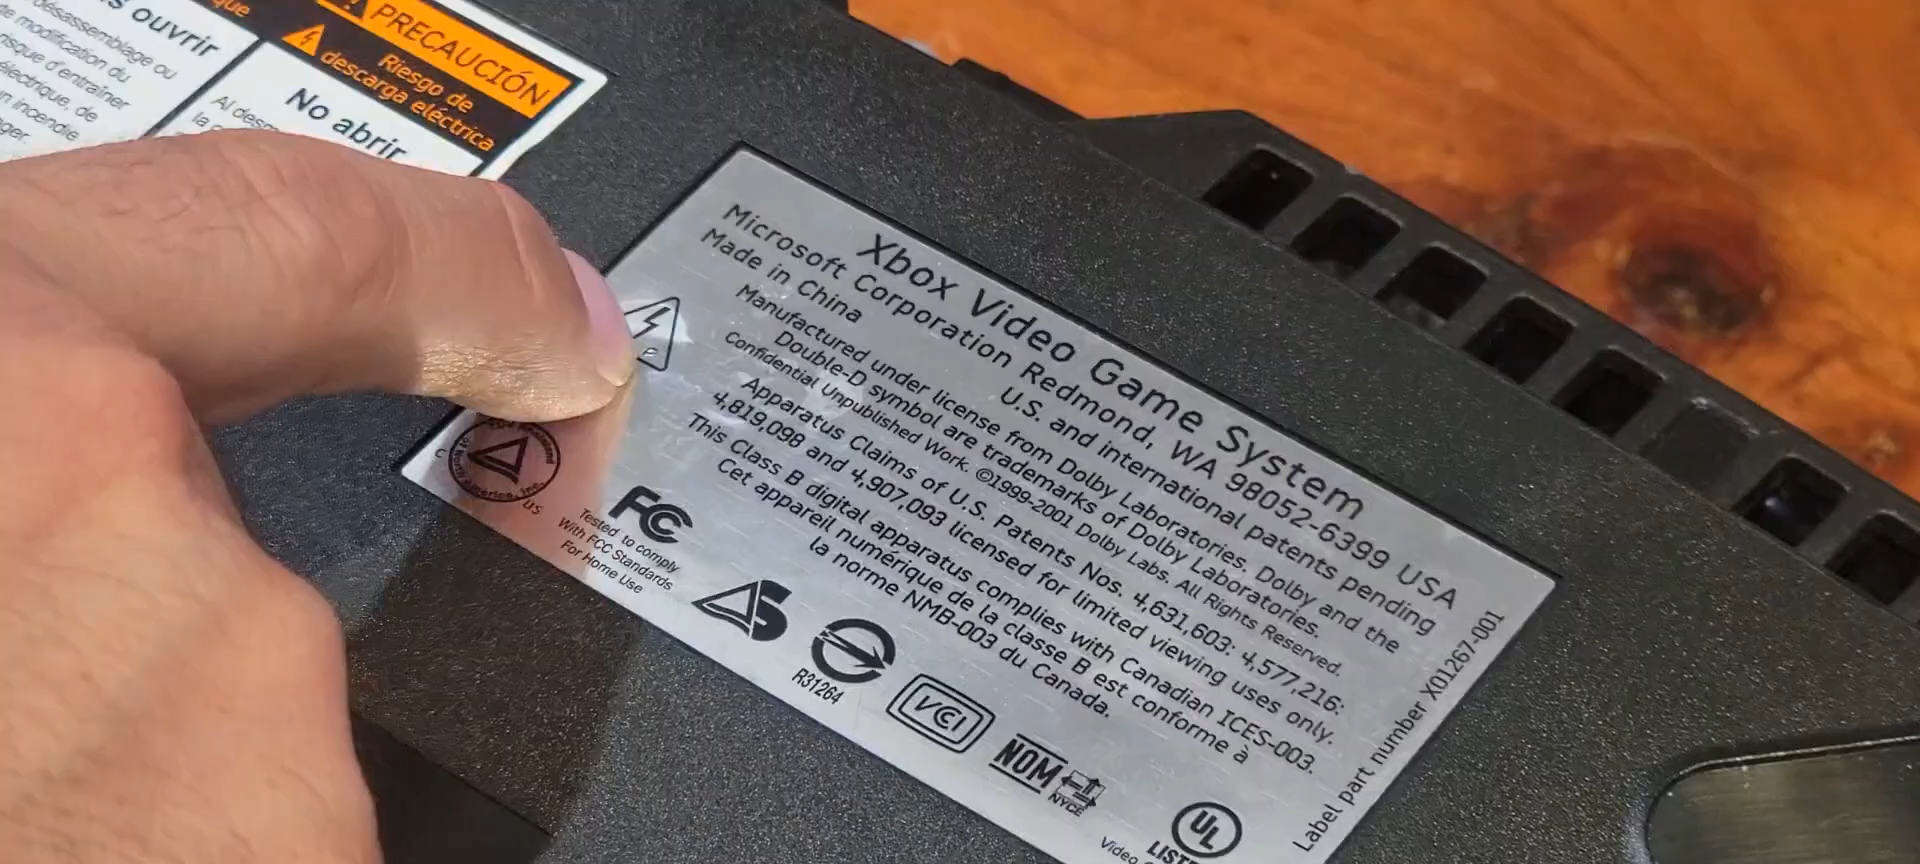 ouvrir
désassemblage ou
de modification du
risque d'entraîner
électrique, de
incendie
PRECAUCIÓN
Riesgo de
descarga eléctrica
No abrir
Xbox Video Game System
Microsoft Corporation Redmond, WA 98052-6399 USA
Made in China
U.S. and international patents pending
Manufactured under license from Dolby Laboratories. Dolby and the
Double-D symbol are trademarks of Dolby Laboratories.
Confidential Unpublished Work. ©1999-2001 Dolby Labs. All Rights Reserved.
Apparatus Claims of U.S. Patents Nos. 4,631,603: 4,577,216:
4,819,098 and 4,907,093 licensed for limited viewing uses only.
This Class B digital apparatus complies with Canadian ICES-003.
Cet appareil numérique de la classe B est conforme à
la norme NMB-003 du Canada.
C
US
FC
Tested to comply
With FCC Standards
For Home Use
R31264
VCI
NOM
NYCE
UL
Video
Label part number X01267-001